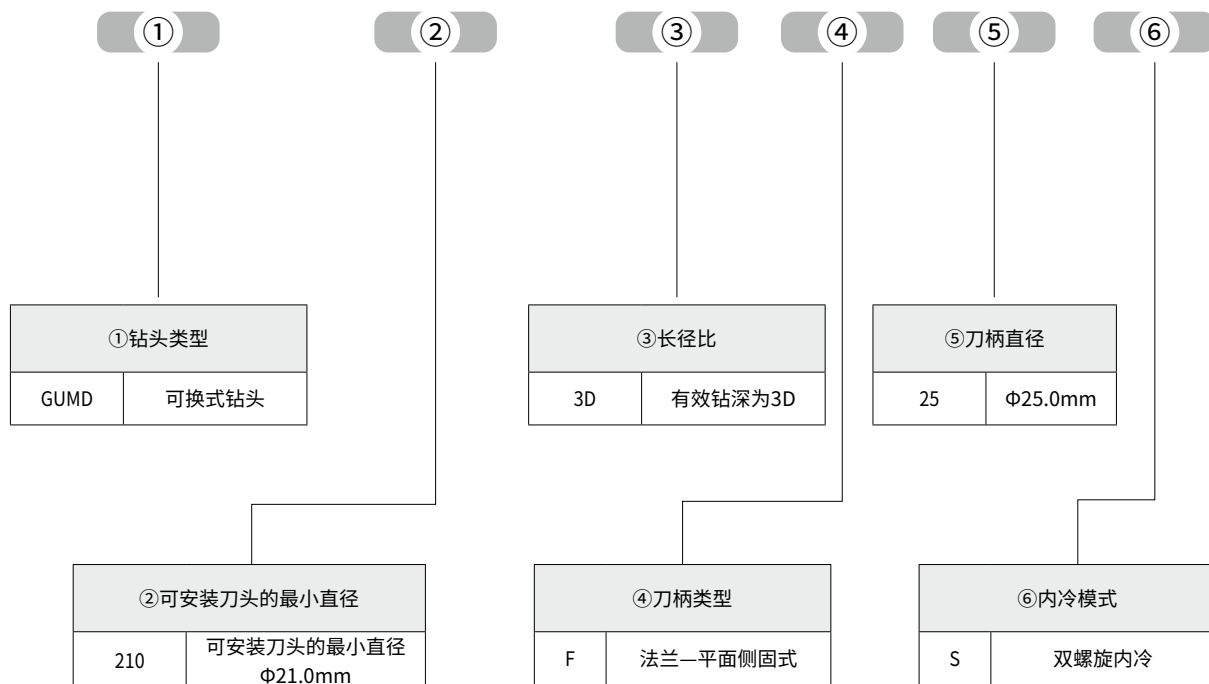 ① ② ③ ④ ⑤ ⑥
①钻头类型
GUMD 可换式钻头
③长径比
3D 有效钻深为3D
⑤刀柄直径
25 Φ25.0mm
②可安装刀头的最小直径
210 可安装刀头的最小直径
Φ21.0mm
④刀柄类型
F 法兰—平面侧固式
⑥内冷模式
S 双螺旋内冷